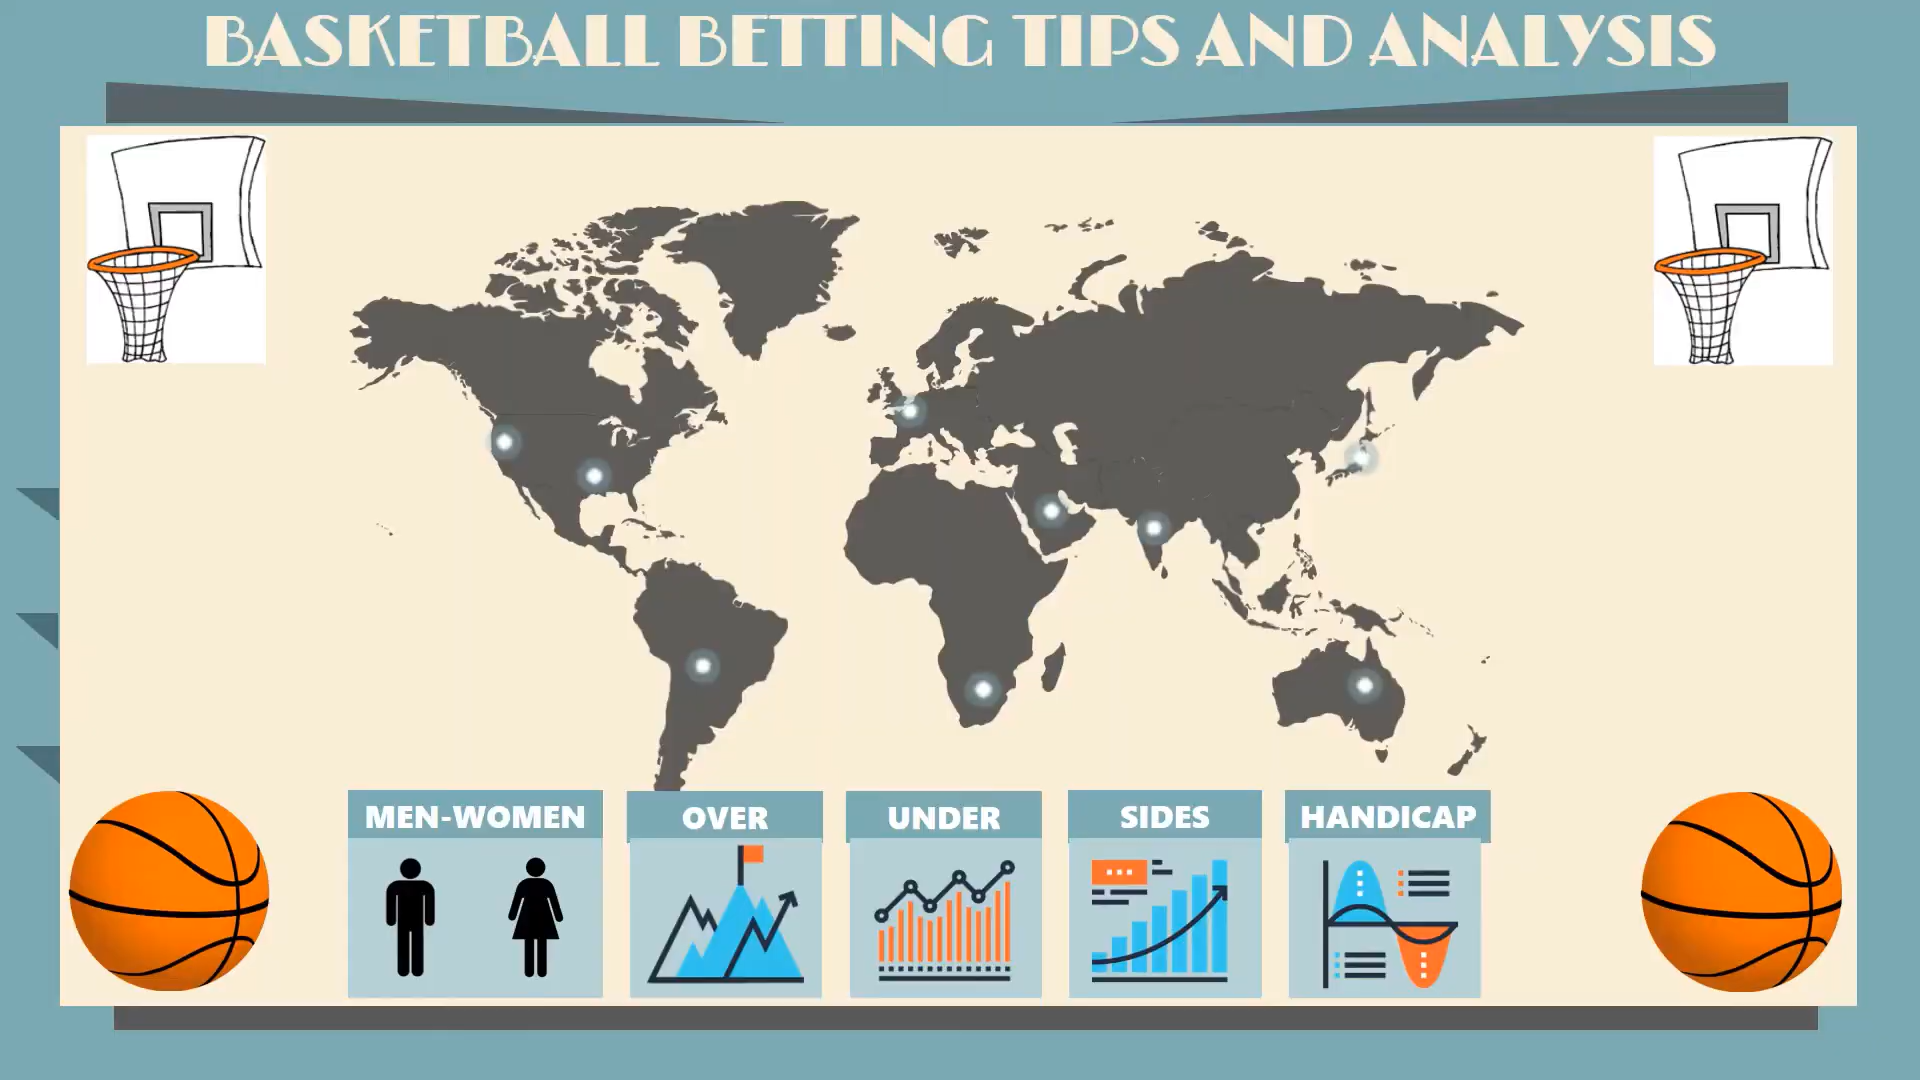 BASKETBALL BETTING TIPS AND ANALYSIS
MEN-WOMEN
OVER
UNDER
SIDES
HANDICAP